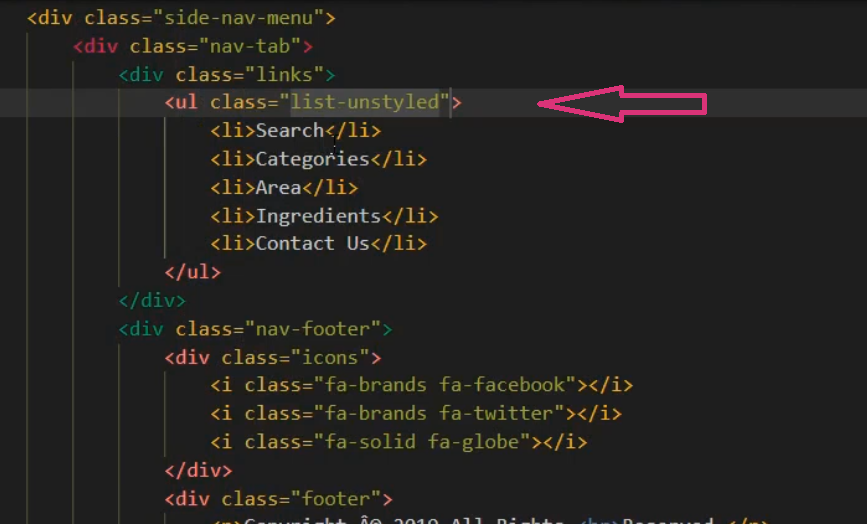 <div class="side-nav-menu">
<div class="nav-tab">
<div class="links">
<ul class="list-unstyled">
<li>Search</li>
<li>Categories</li>
<li>Area</li>
<li>Ingredients</li>
<li>Contact Us</li>
</ul>
</div>
<div class="nav-footer">
<div class="icons">
<i class="fa-brands fa-facebook"></i>
<i class="fa-brands fa-twitter"></i>
<i class="fa-solid fa-globe"></i>
</div>
<div class="footer">
<p>Copyright Â© 2019 All Rights <br>Reserved.</p>